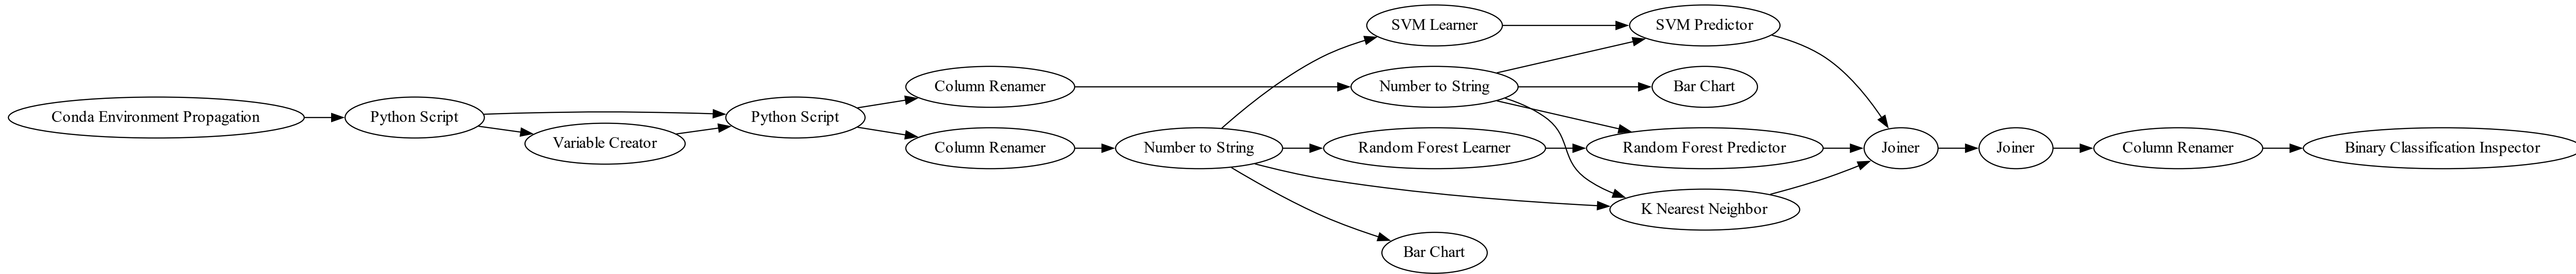 Conda Environment Propagation
Python Script
Variable Creator
Python Script
Column Renamer
Column Renamer
Number to String
SVM Learner
Number to String
Random Forest Learner
Bar Chart
SVM Predictor
Bar Chart
Random Forest Predictor
K Nearest Neighbor
Joiner
Joiner
Column Renamer
Binary Classification Inspector